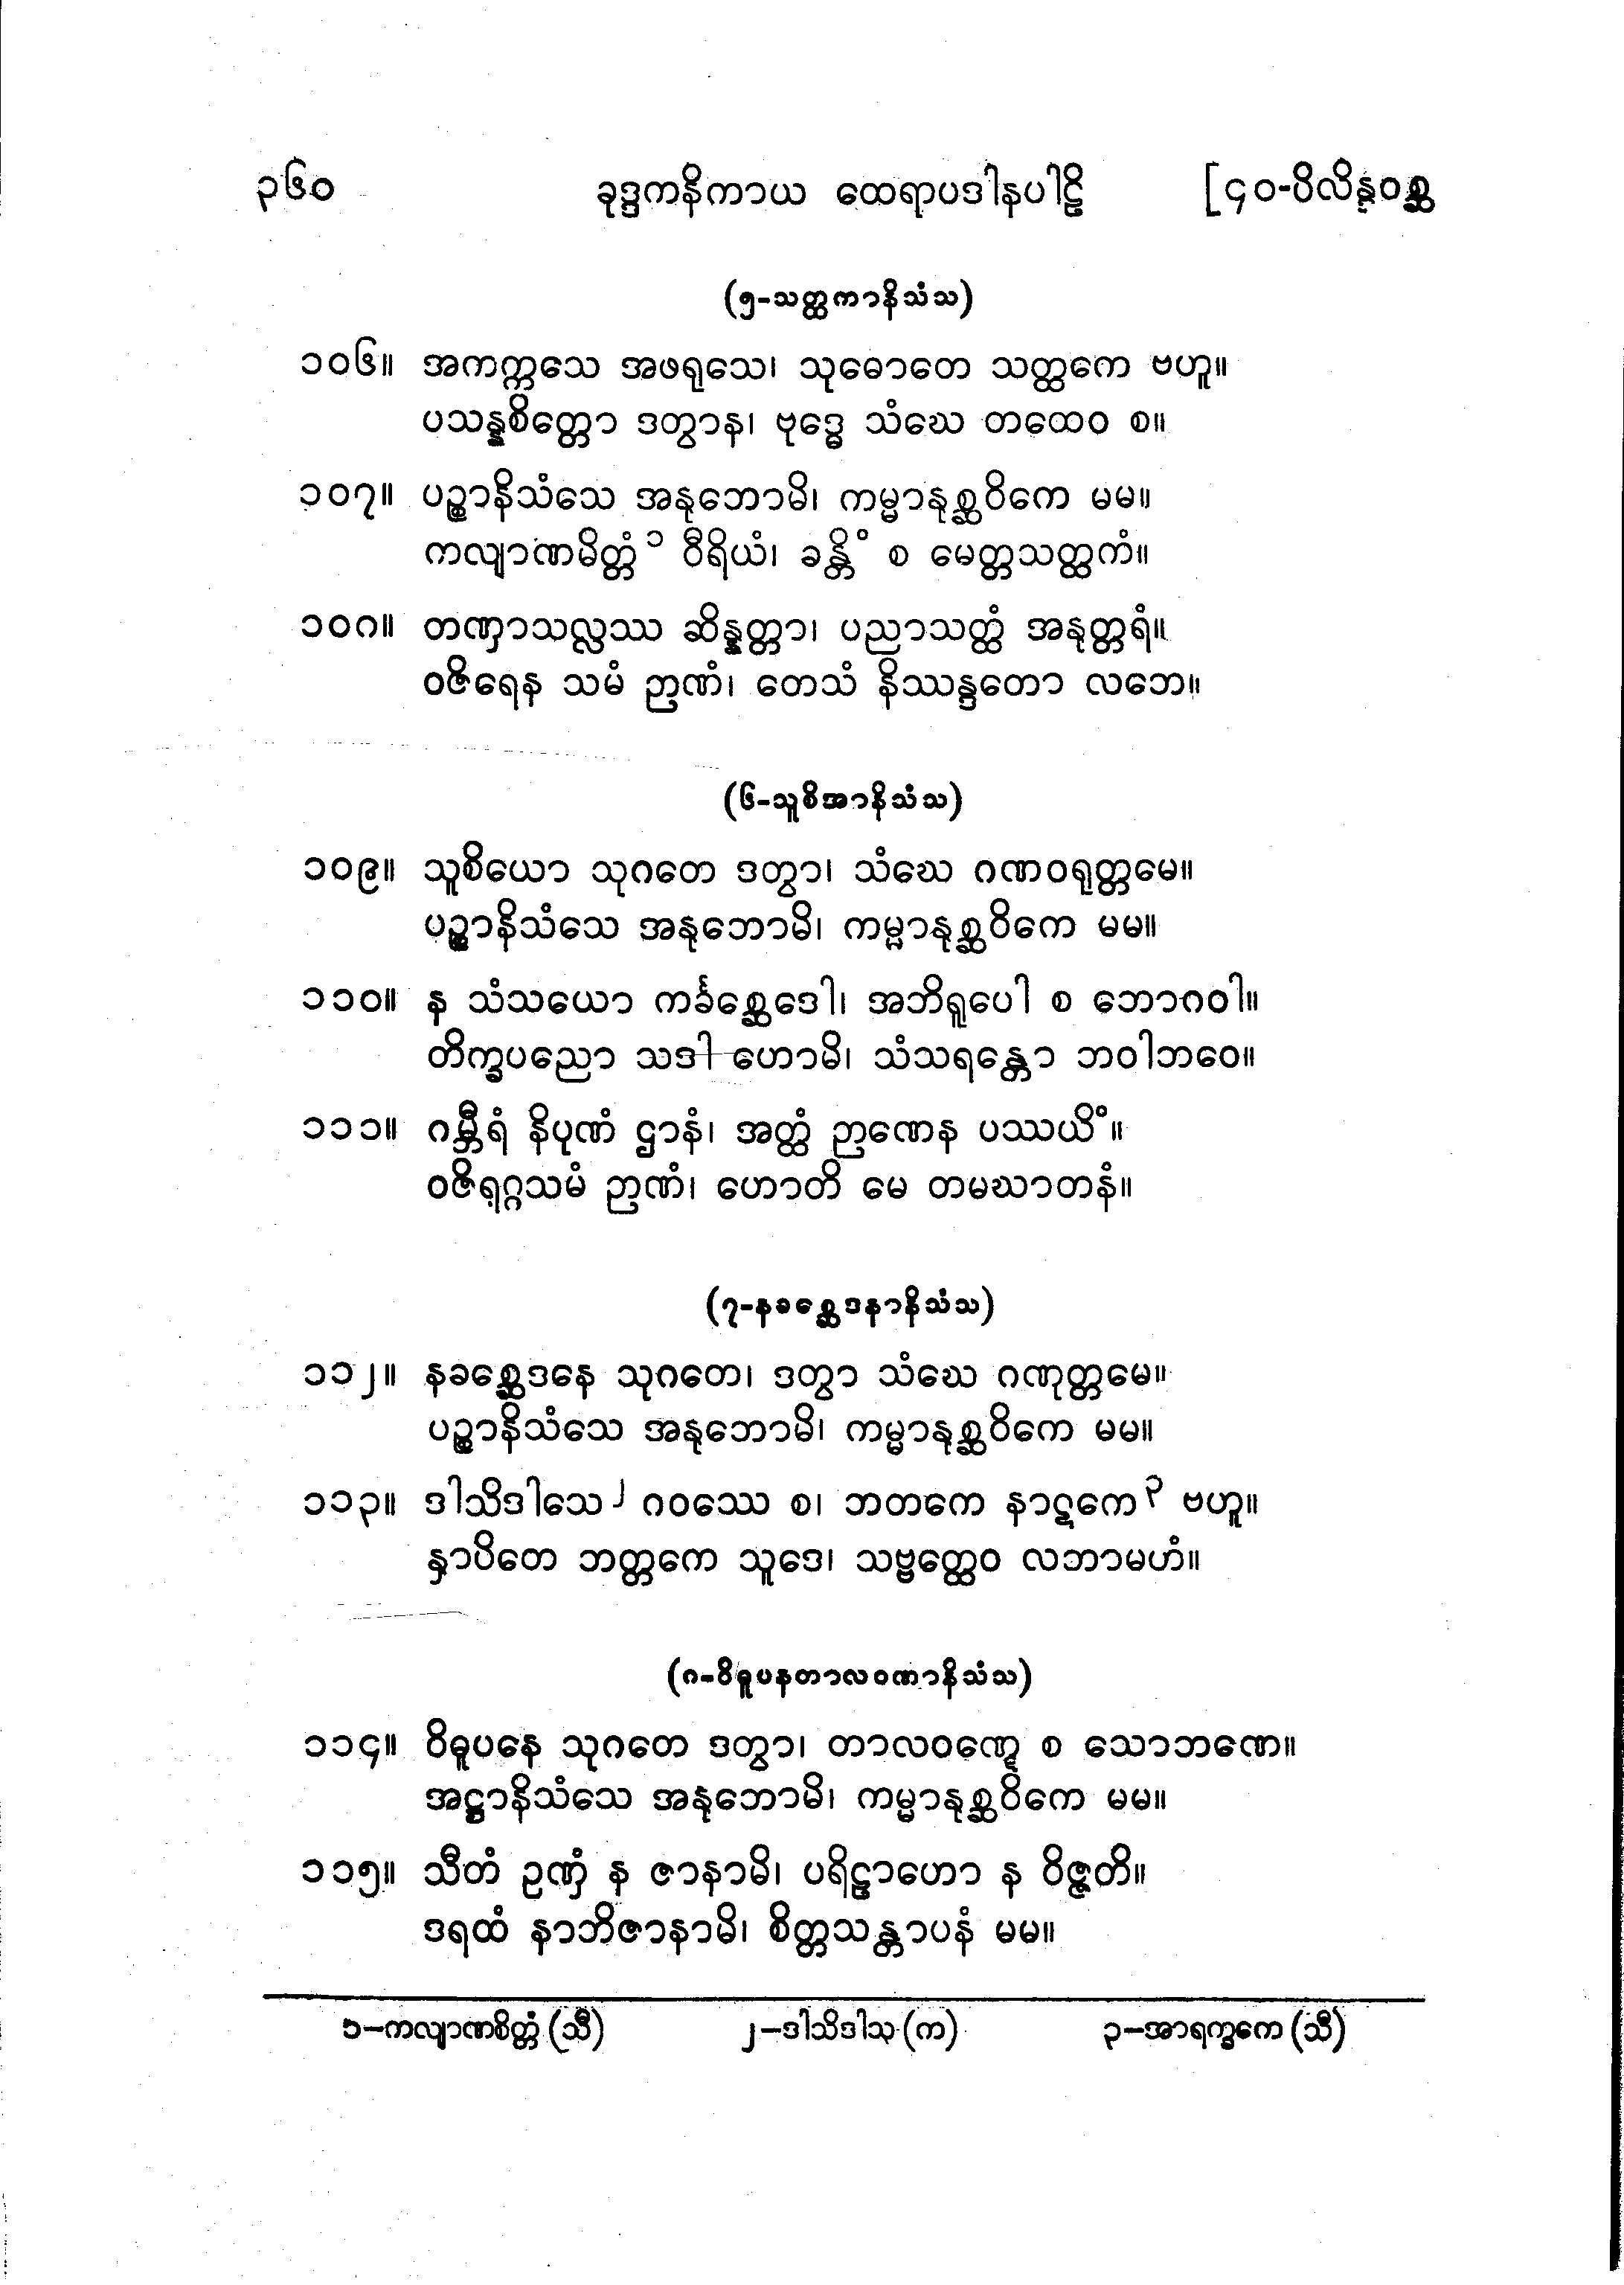 ၃၆၀ ခုဒ္ဒကနိကာယ ထေရာပဒါနပါဠိ [၄၀-ပိလိန္ဒဝစ္ဆ
(၅-သတ္ထကာနိသံသ)
၁၀၆။ အကက္ကသေ အဖရုသေ၊ သုဓောတေ သတ္ထကေ ဗဟူ။
ပသန္နစိတ္တော ဒတွာန၊ ဗုဒ္ဓေ သံဃေ တထေဝ စ။
၁၀၇။ ပဉ္စာနိသံသေ အနုဘောမိ၊ ကမ္မာနုစ္ဆဝိကေ မမ။
ကလျာဏမိတ္တံ ၁ ဝီရိယံ၊ ခန္တိံ စ မေတ္တသတ္ထကံ။
၁၀၈။ တဏှာသလ္လဿ ဆိန္နတ္တာ၊ ပညာသတ္ထံ အနုတ္တရံ။
ဝဇိရေန သမံ ဉာဏံ၊ တေသံ နိဿန္ဒတော လဘေ။
(၆-သူစိအာနိသံသ)
၁၀၉။ သူစိယော သုဂတေ ဒတွာ၊ သံဃေ ဂဏဝရုတ္တမေ။
ပဉ္စာနိသံသေ အနုဘောမိ၊ ကမ္မာနုစ္ဆဝိကေ မမ။
၁၁၀။ န သံသယော ကင်္ခစ္ဆေဒေါ၊ အဘိရူပေါ စ ဘောဂဝါ။
တိက္ခပညော သဒါ ဟောမိ၊ သံသရန္တော ဘဝါဘဝေ။
၁၁၁။ ဂမ္ဘီရံ နိပုဏံ ဌာနံ၊ အတ္ထံ ဉာဏေန ပဿယိံ။
ဝဇိရဂ္ဂသမံ ဉာဏံ၊ ဟောတိ မေ တမဃာတနံ။
(၇-နခစ္ဆေဒနာနိသံသ)
၁၁၂။ နခစ္ဆေဒနေ သုဂတေ၊ ဒတွာ သံဃေ ဂဏုတ္တမေ။
ပဉ္စာနိသံသေ အနုဘောမိ၊ ကမ္မာနုစ္ဆဝိကေ မမ။
၁၁၃။ ဒါသိဒါသေ ၂ ဂဝဿေ စ၊ ဘတကေ နာဋကေ ၃ ဗဟူ။
နှာပိတေ ဘတ္တကေ သူဒေ၊ သဗ္ဗတ္ထေဝ လဘာမဟံ။
(၈-ဝိဓူပနတာလဝဏ္ဋာနိသံသ)
၁၁၄။ ဝိဓူပနေ သုဂတေ ဒတွာ၊ တာလဝဏ္ဋေ စ သောဘဏေ။
အဋ္ဌာနိသံသေ အနုဘောမိ၊ ကမ္မာနုစ္ဆဝိကေ မမ။
၁၁၅။ သီတံ ဥဏှံ န ဇာနာမိ၊ ပရိဠာဟော န ဝိဇ္ဇတိ။
ဒရထံ နာဘိဇာနာမိ၊ စိတ္တသန္တာပနံ မမ။
၁–ကလျာဏစိတ္တံ (သီ) ၂–ဒါသိဒါသ (က) ၃–အာရက္ခကေ (သီ)